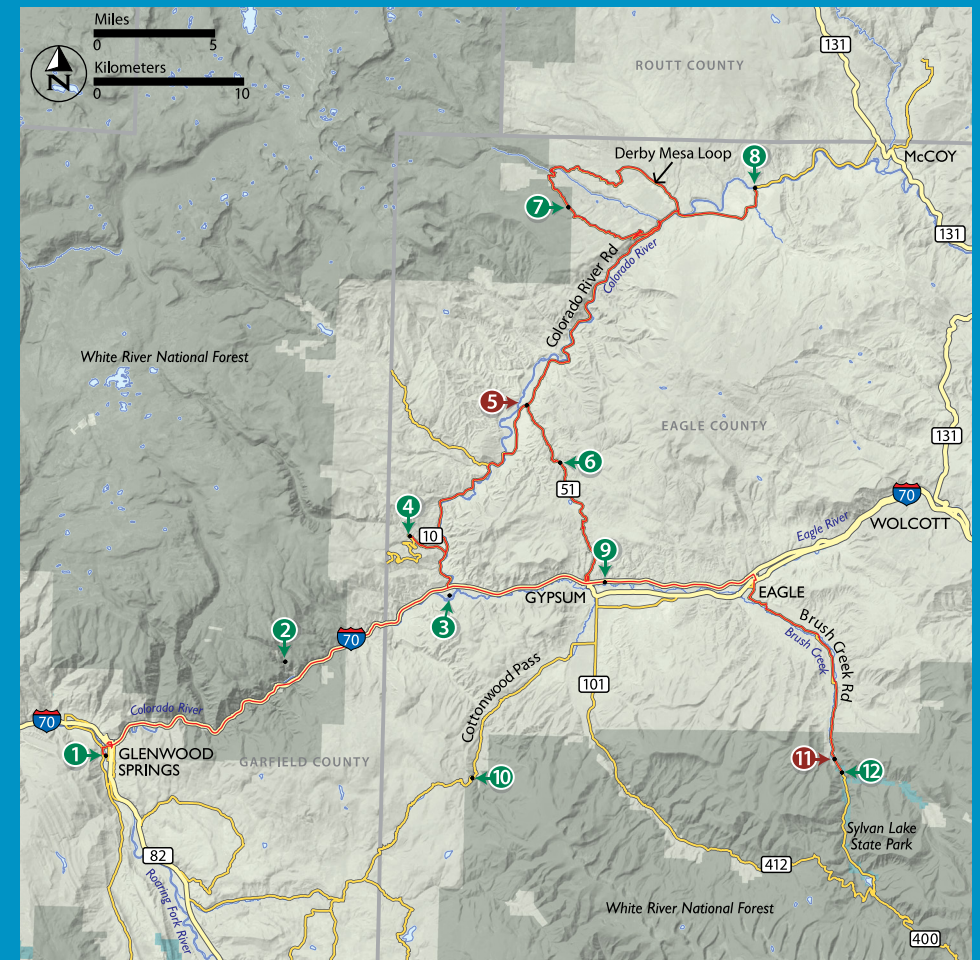 Miles
0 5
Kilometers
0 10
N
131
ROUTT COUNTY
McCOY
Derby Mesa Loop
8
7
131
Colorado River Rd
Colorado River
White River National Forest
5
EAGLE COUNTY
131
6
51
70
WOLCOTT
4
10
Eagle River
9
GYPSUM
EAGLE
3
2
70
Brush Creek Rd
Brush Creek
Cottonwood Pass
101
Colorado River
70
1
GLENWOOD
SPRINGS
GARFIELD COUNTY
11
12
10
Sylvan Lake
State Park
82
412
Roaring Fork River
White River National Forest
400